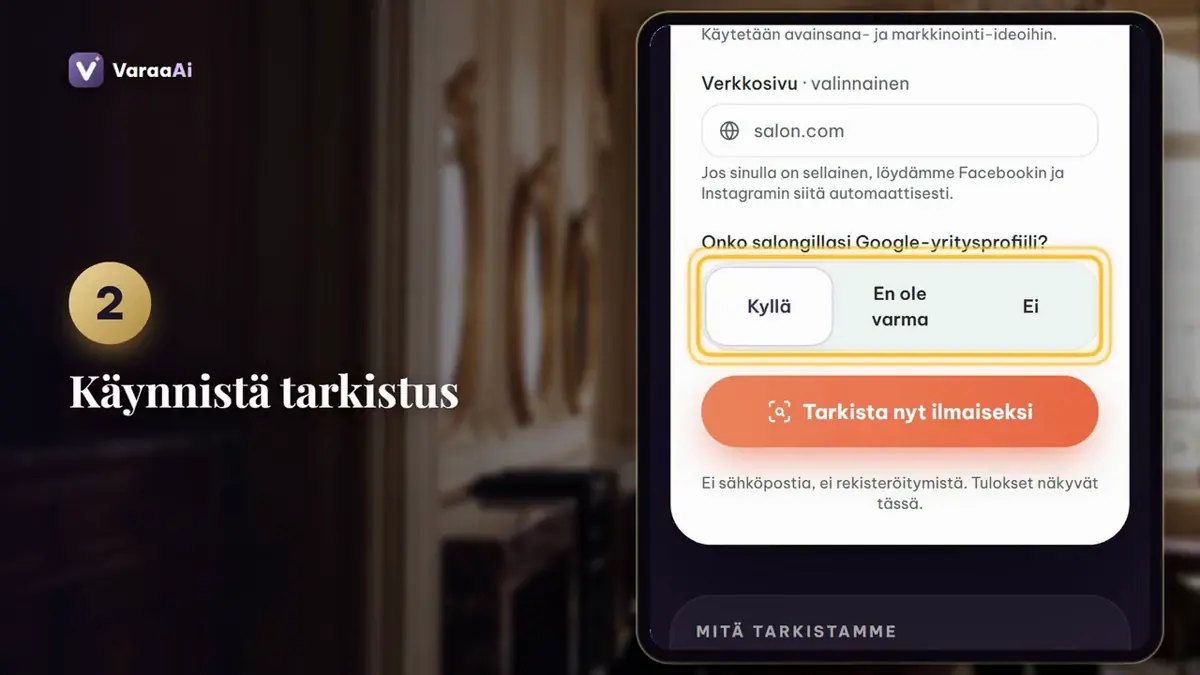 VaraaAi
2
Käynnistä tarkistus
Käytetään avainsana- ja markkinointi-ideoihin.
Verkkosivu · valinnainen
salon.com
Jos sinulla on sellainen, löydämme Facebookin ja
Instagramin siitä automaattisesti.
Onko salongillasi Google-yritysprofiili?
Kyllä
En ole
varma
Ei
Tarkista nyt ilmaiseksi
Ei sähköpostia, ei rekisteröitymistä. Tulokset näkyvät
tässä.
MITÄ TARKISTAMME